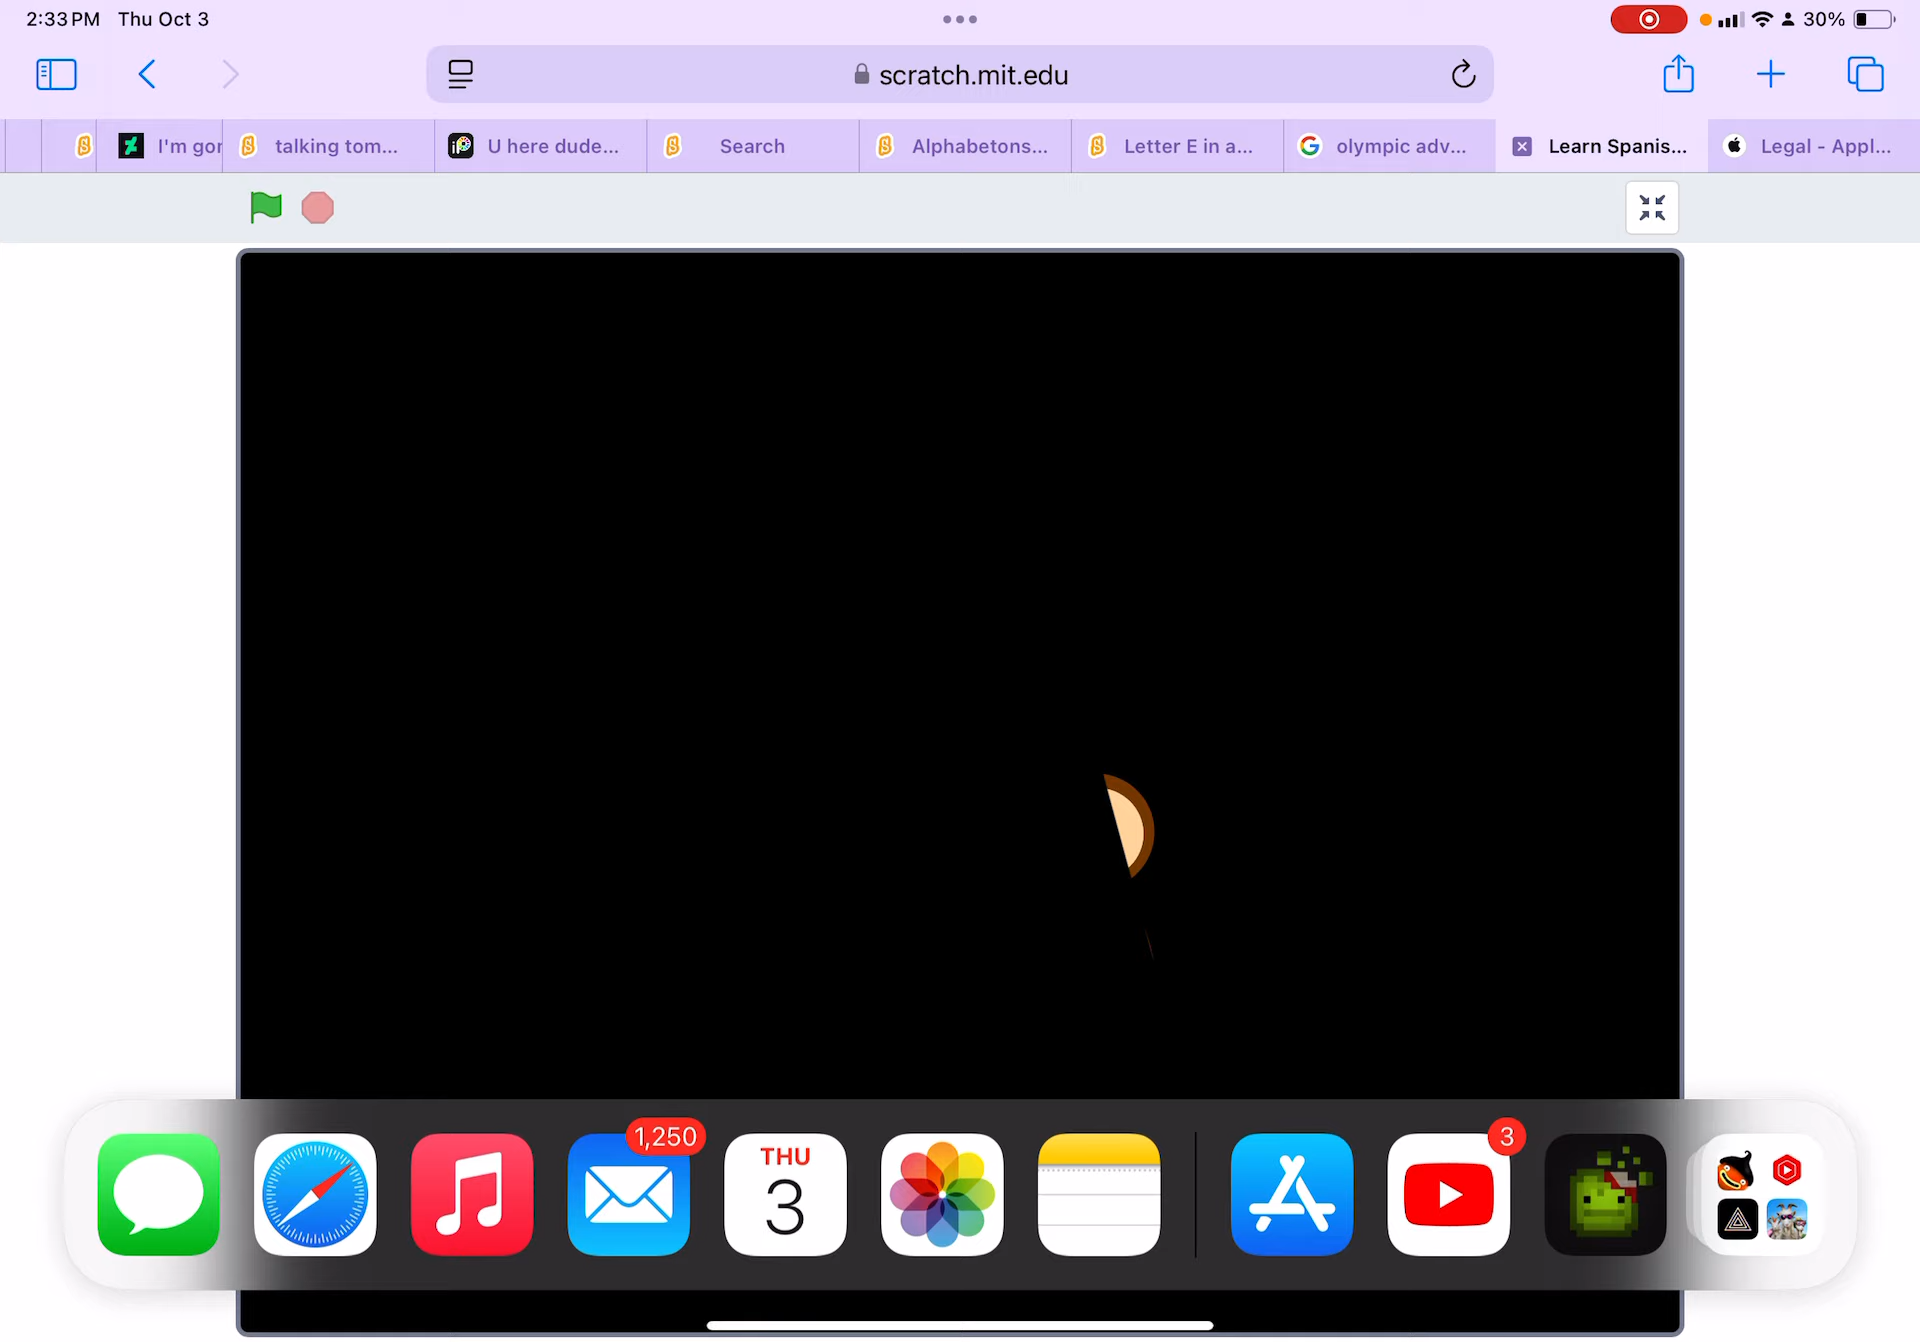 2:33 PM Thu Oct 3
30%
scratch.mit.edu
I'm gor
talking tom...
U here dude...
Search
Alphabetons...
Letter E in a...
olympic adv...
Learn Spanis...
Legal - Appl...
1,250
THU
3
3